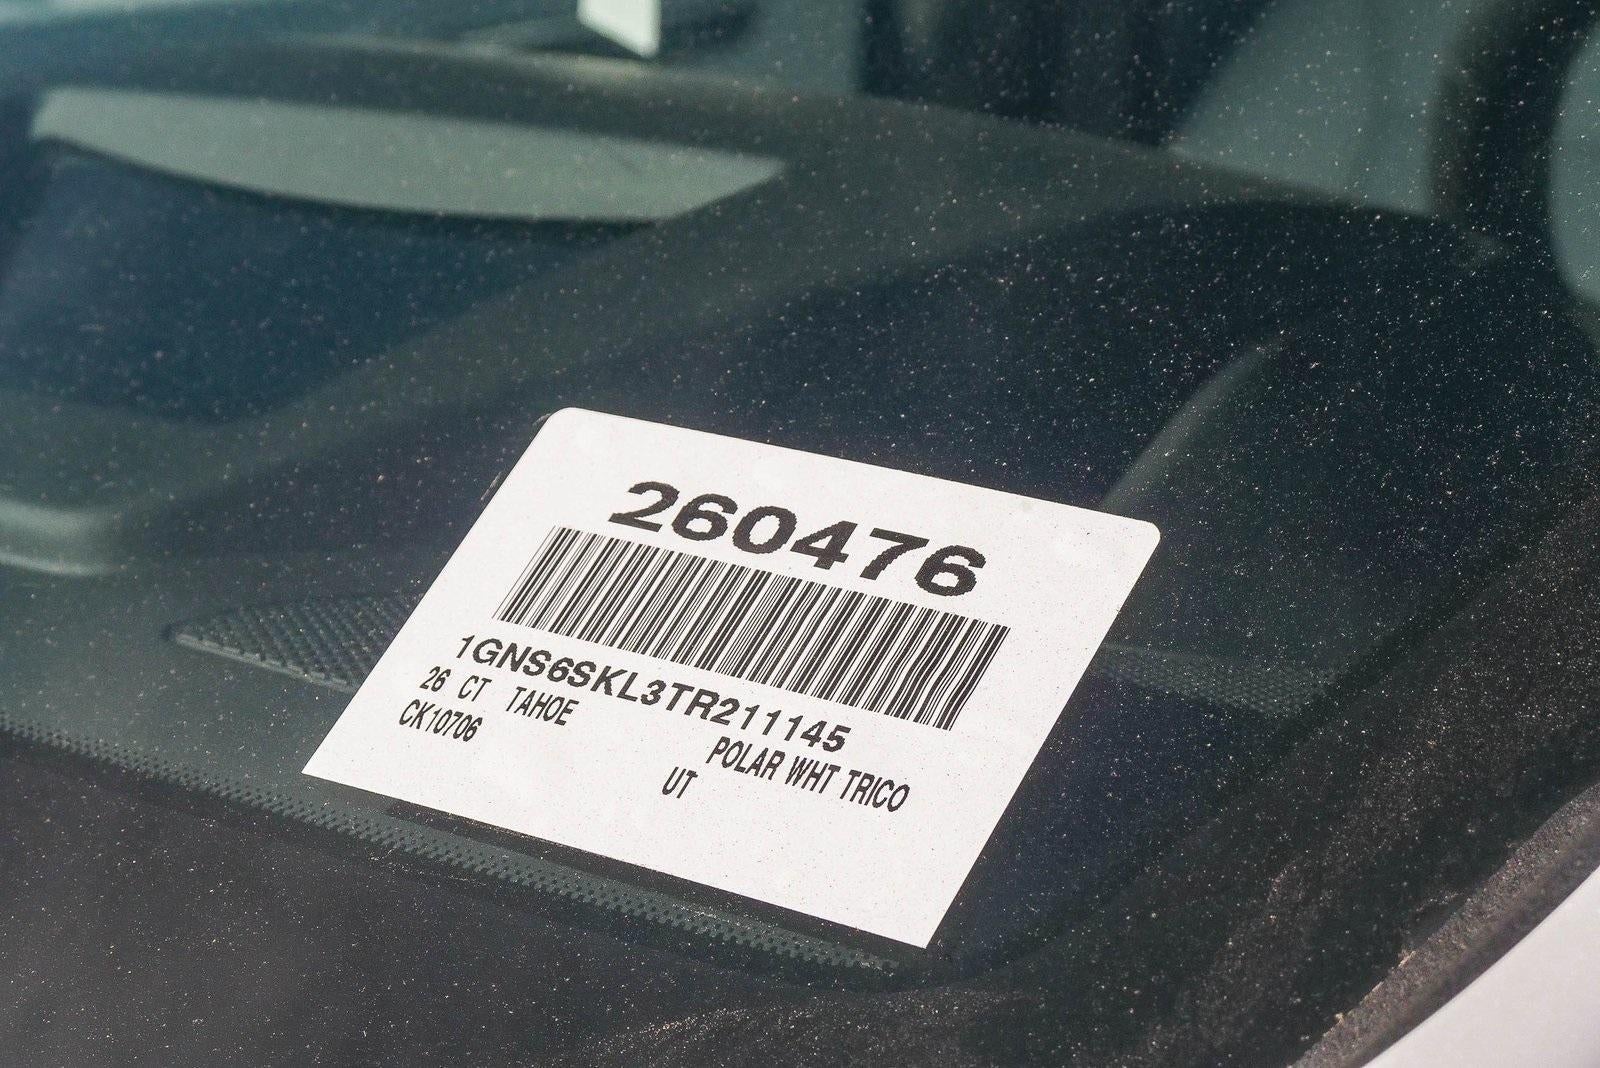 260476
1GNS6SKL3TR211145
26 CT TAHOE POLAR WHT TRICO
CK10706 UT